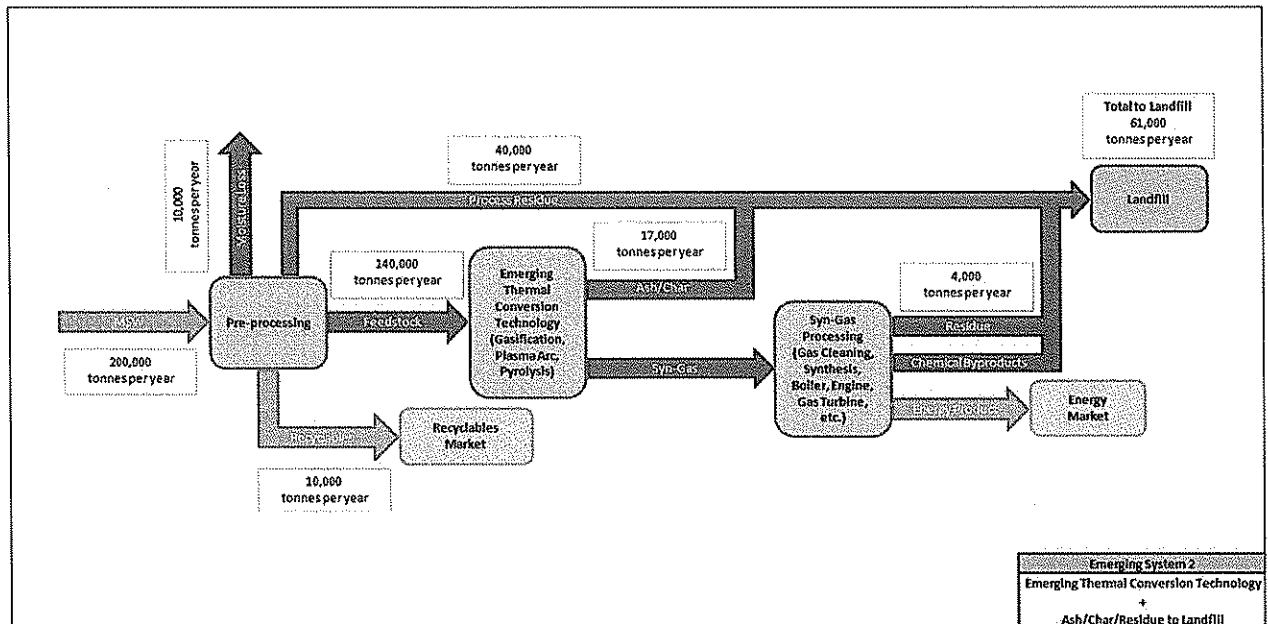 Total to Landfill
61,000
tonnes per year
10,000
tonnes per year
Moisture Loss
40,000
tonnes per year
Process Residue
Landfill
17,000
tonnes per year
140,000
tonnes per year
Emerging
Thermal
Conversion
Technology
(Gasification,
Plasma Arc,
Pyrolysis)
Ash/Char
4,000
tonnes per year
MSW
Pre-processing
Feedstock
Syn-Gas
Processing
(Gas Cleaning,
Synthesis,
Boiler, Engine,
Gas Turbine,
etc.)
Residue
200,000
tonnes per year
Syn-Gas
Chemical Byproducts
Energy Product
Energy
Market
Recyclables
Recyclables
Market
10,000
tonnes per year
Emerging System 2
Emerging Thermal Conversion Technology
+
Ash/Char/Residue to Landfill